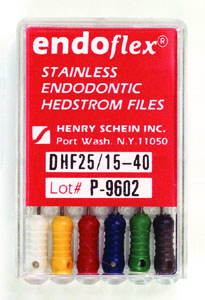 endoflex®
STAINLESS
ENDODONTIC
HEDSTROM FILES
HENRY SCHEIN INC.
Port Wash. N.Y.11050
DHF25/15-40
Lot# P-9602